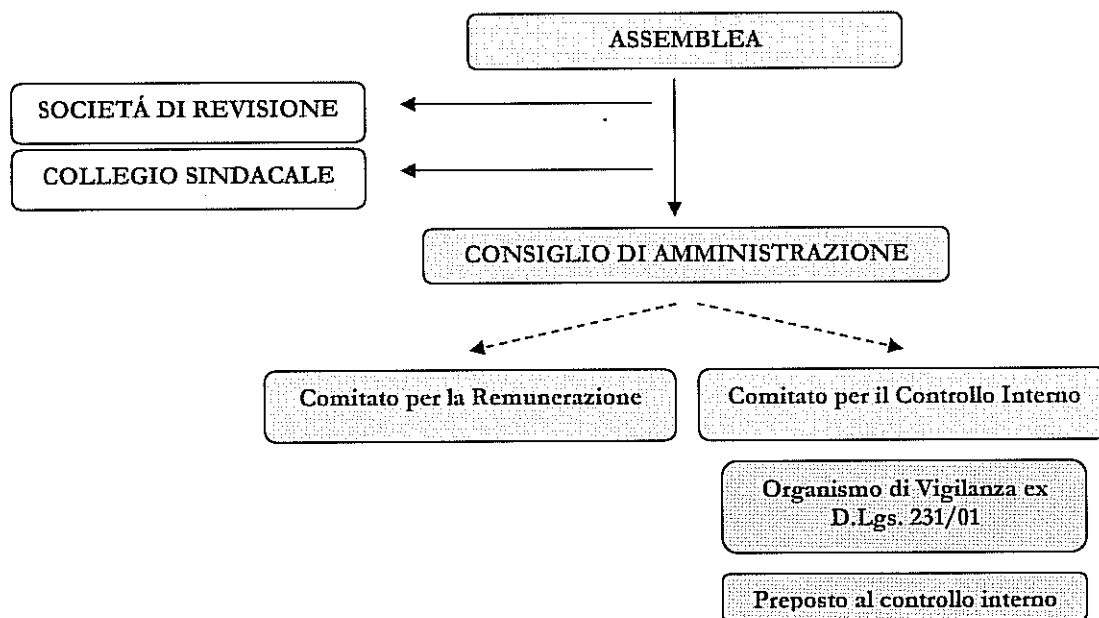 ASSEMBLEA
SOCIETÁ DI REVISIONE
COLLEGIO SINDACALE
CONSIGLIO DI AMMINISTRAZIONE
Comitato per la Remunerazione
Comitato per il Controllo Interno
Organismo di Vigilanza ex
D.Lgs. 231/01
Preposto al controllo interno